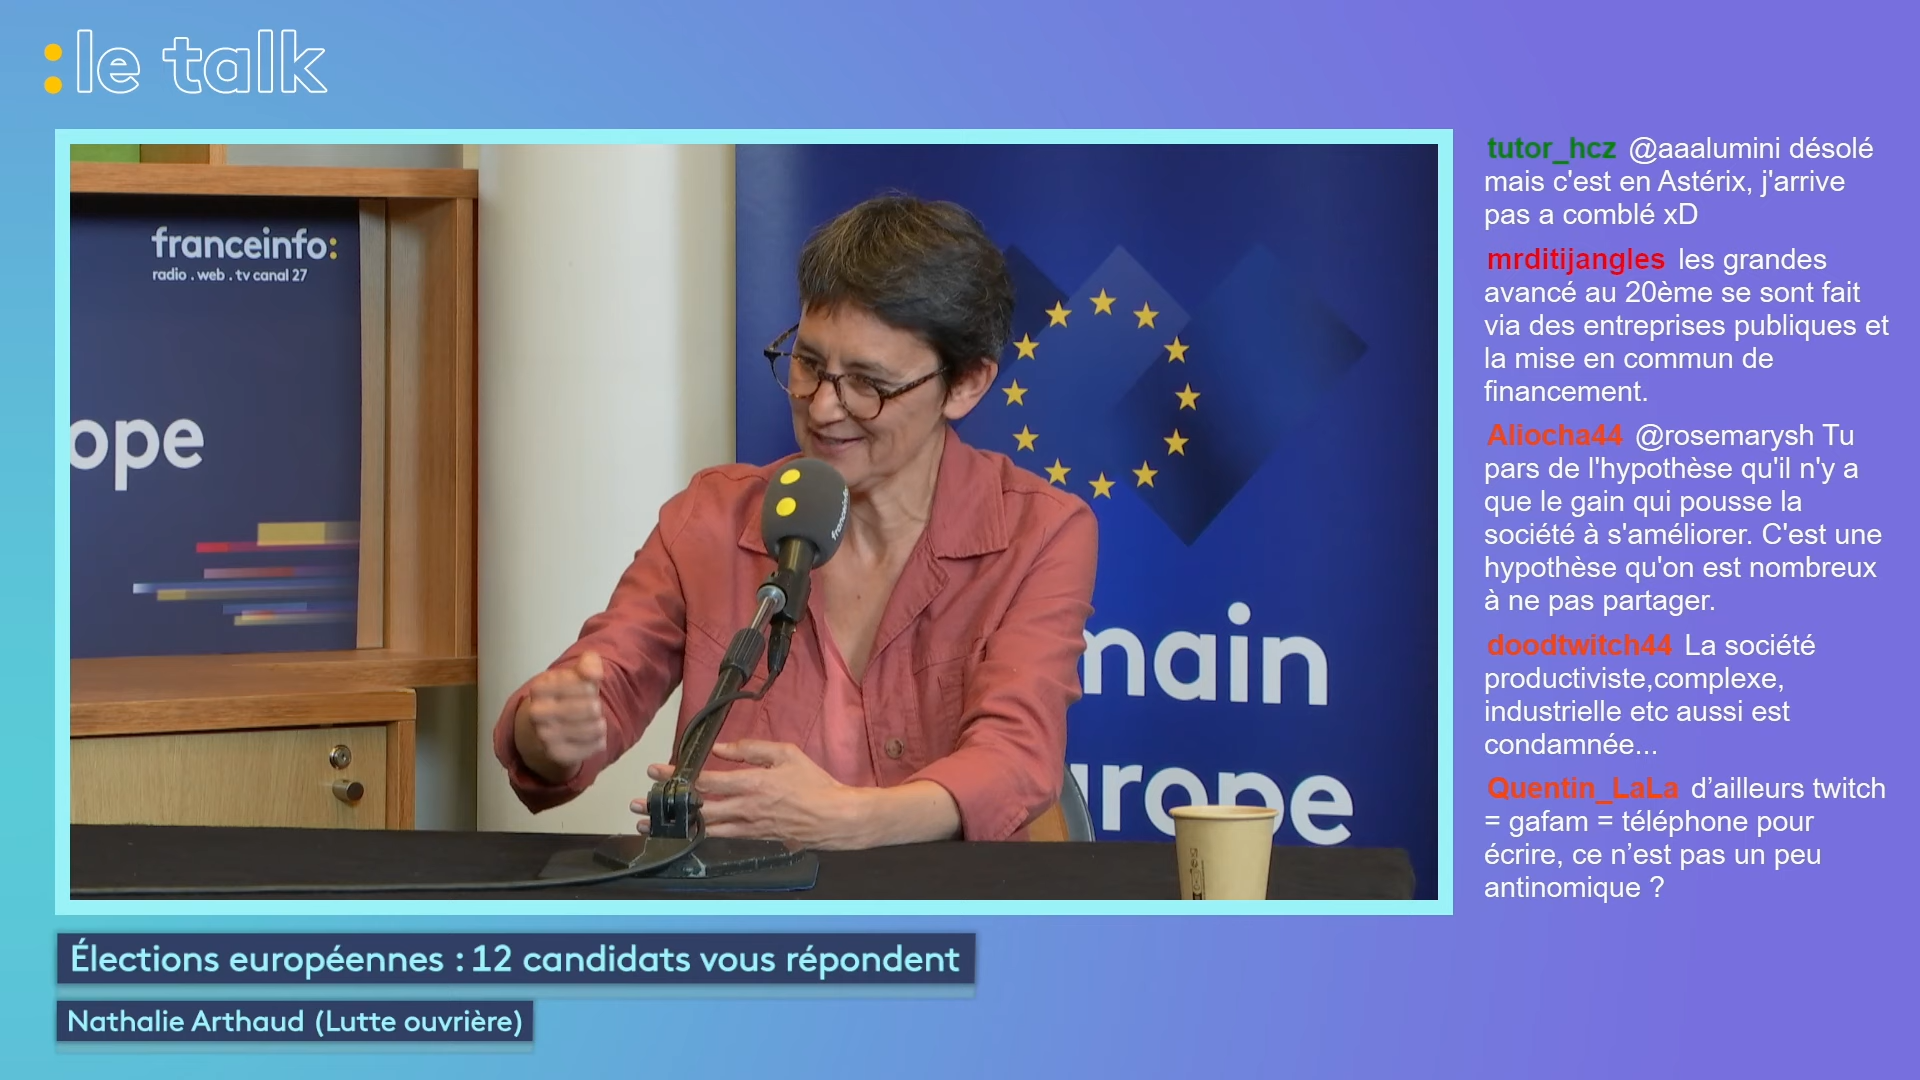 :le talk
franceinfo:
radio . web . tv canal 27
ope
main
urope
tutor_hcz @aaalumini désolé
mais c'est en Astérix, j'arrive
pas a comblé xD
mrditijangles les grandes
avancé au 20ème se sont fait
via des entreprises publiques et
la mise en commun de
financement.
Aliocha44 @rosemarysh Tu
pars de l'hypothèse qu'il n'y a
que le gain qui pousse la
société à s'améliorer. C'est une
hypothèse qu'on est nombreux
à ne pas partager.
doodtwitch44 La société
productiviste,complexe,
industrielle etc aussi est
condamnée...
Quentin_LaLa d’ailleurs twitch
= gafam = téléphone pour
écrire, ce n’est pas un peu
antinomique ?
Élections européennes : 12 candidats vous répondent
Nathalie Arthaud (Lutte ouvrière)